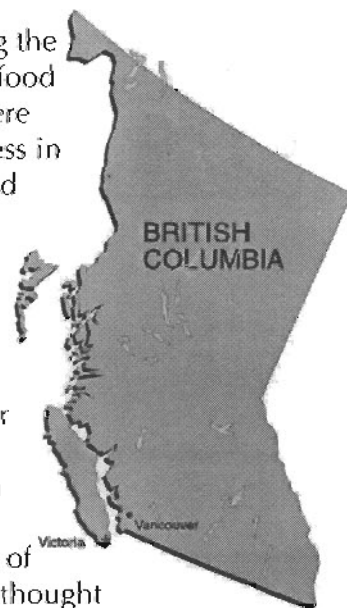 g the
food
ere
ess in
d
BRITISH
COLUMBIA
r
Vancouver
Victoria
of
thought